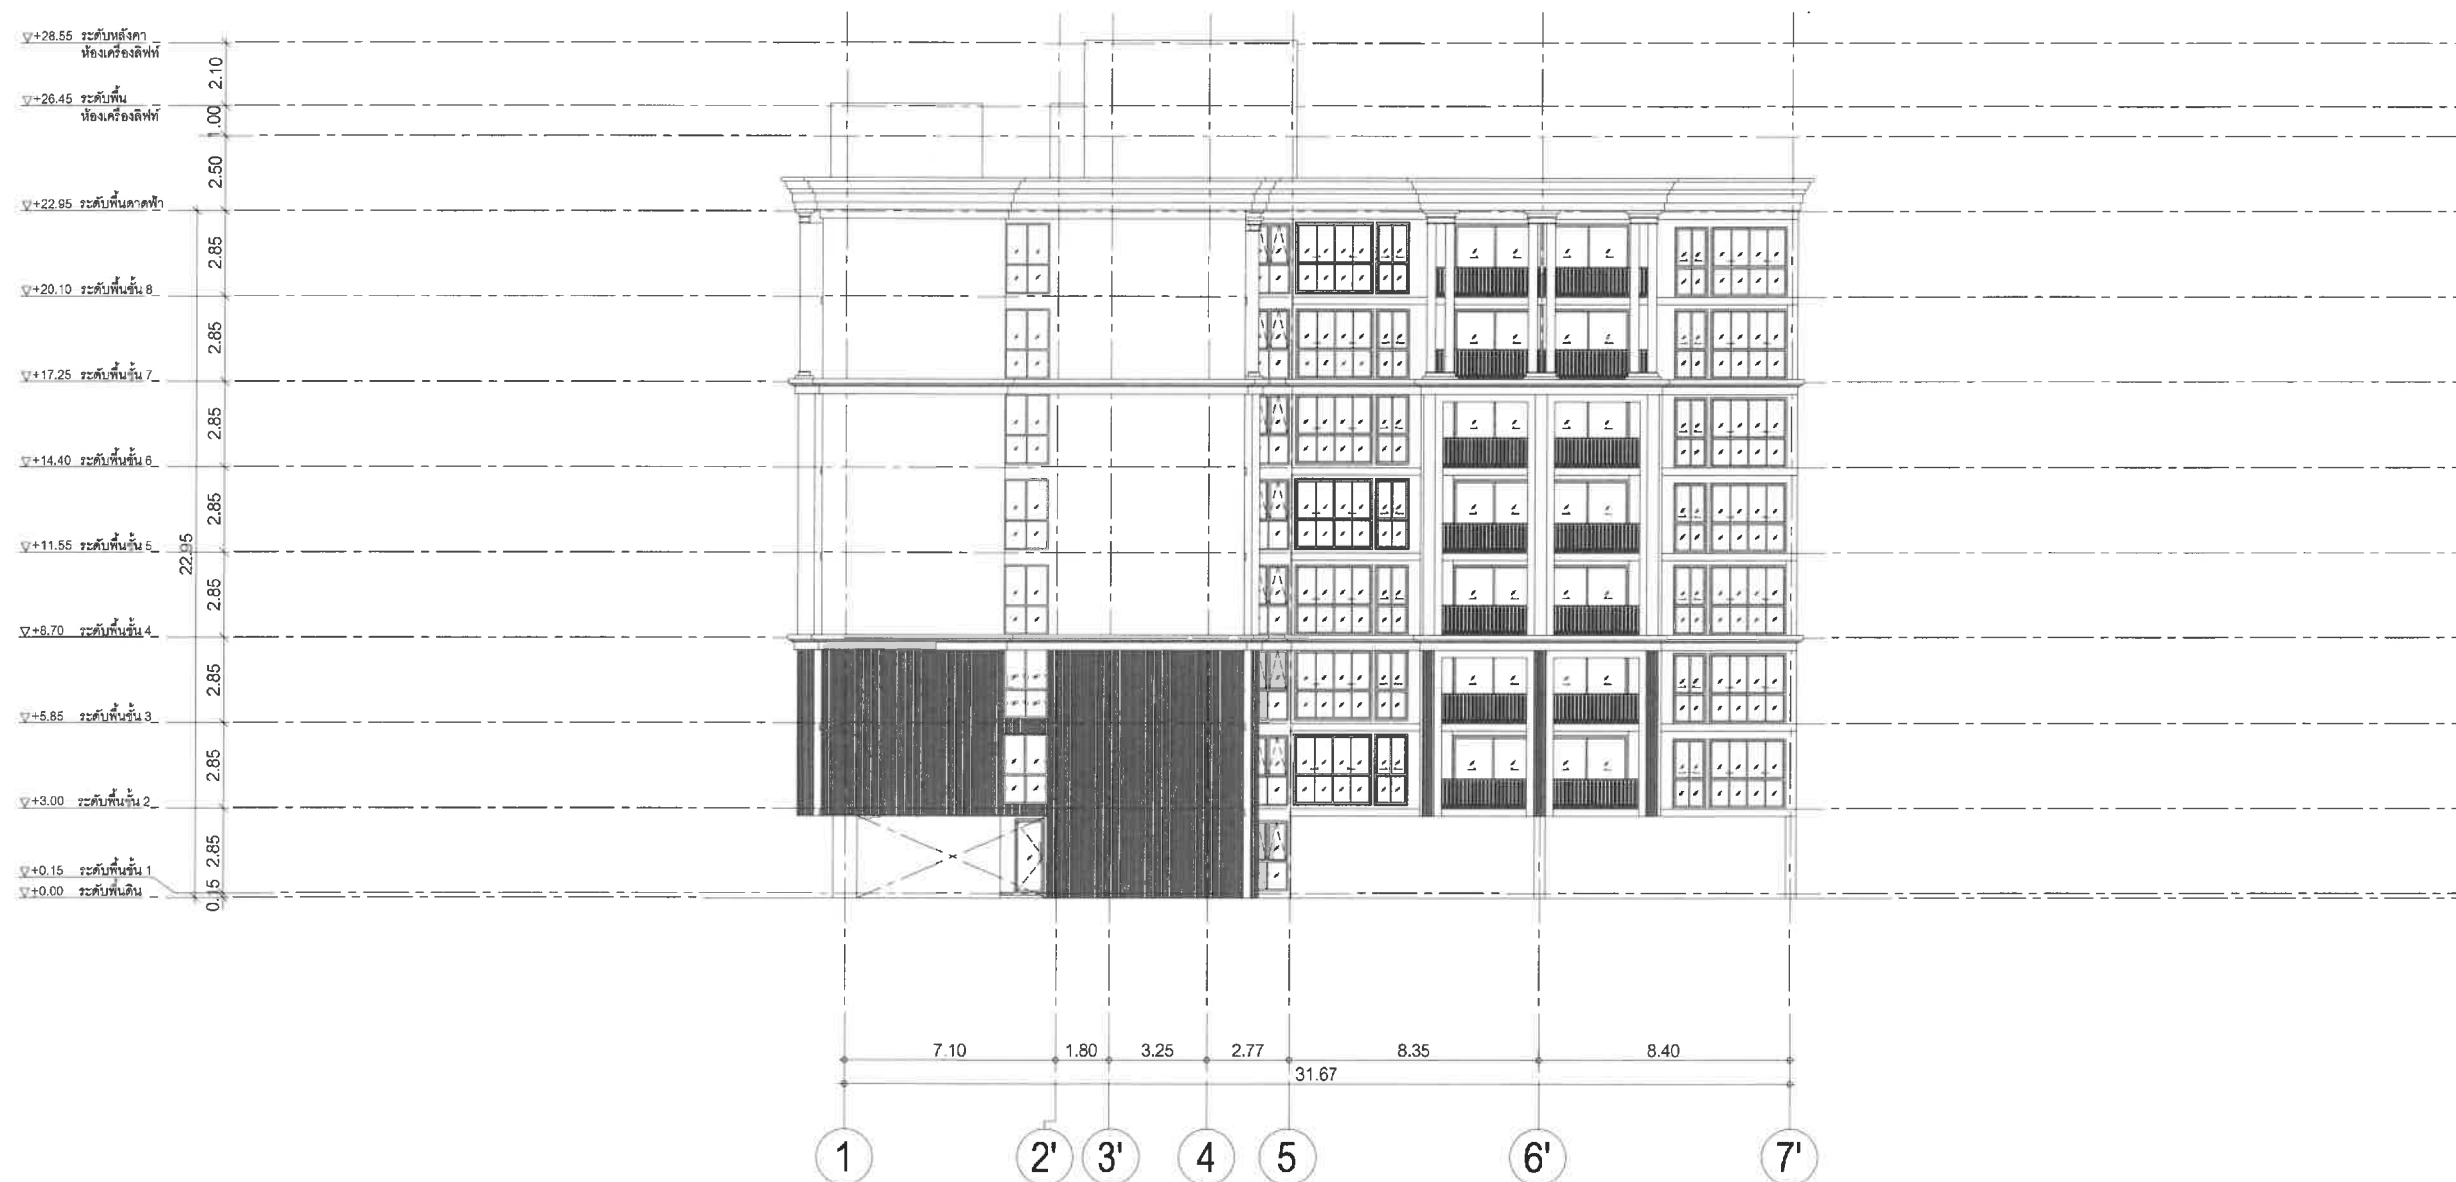 ▽+28.55 ระดับหลังคา
ห้องเครื่องลิฟท์
2.10
▽+26.45 ระดับพื้น
ห้องเครื่องลิฟท์
1.00
2.50
▽+22.95 ระดับพื้นดาดฟ้า
2.85
▽+20.10 ระดับพื้นชั้น 8
2.85
▽+17.25 ระดับพื้นชั้น 7
2.85
▽+14.40 ระดับพื้นชั้น 6
2.85
▽+11.55 ระดับพื้นชั้น 5
22.95
2.85
▽+8.70 ระดับพื้นชั้น 4
2.85
▽+5.85 ระดับพื้นชั้น 3
2.85
▽+3.00 ระดับพื้นชั้น 2
2.85
▽+0.15 ระดับพื้นชั้น 1
▽+0.00 ระดับพื้นดิน
0.15
7.10 1.80 3.25 2.77 8.35 8.40
31.67
1 2' 3' 4 5 6' 7'